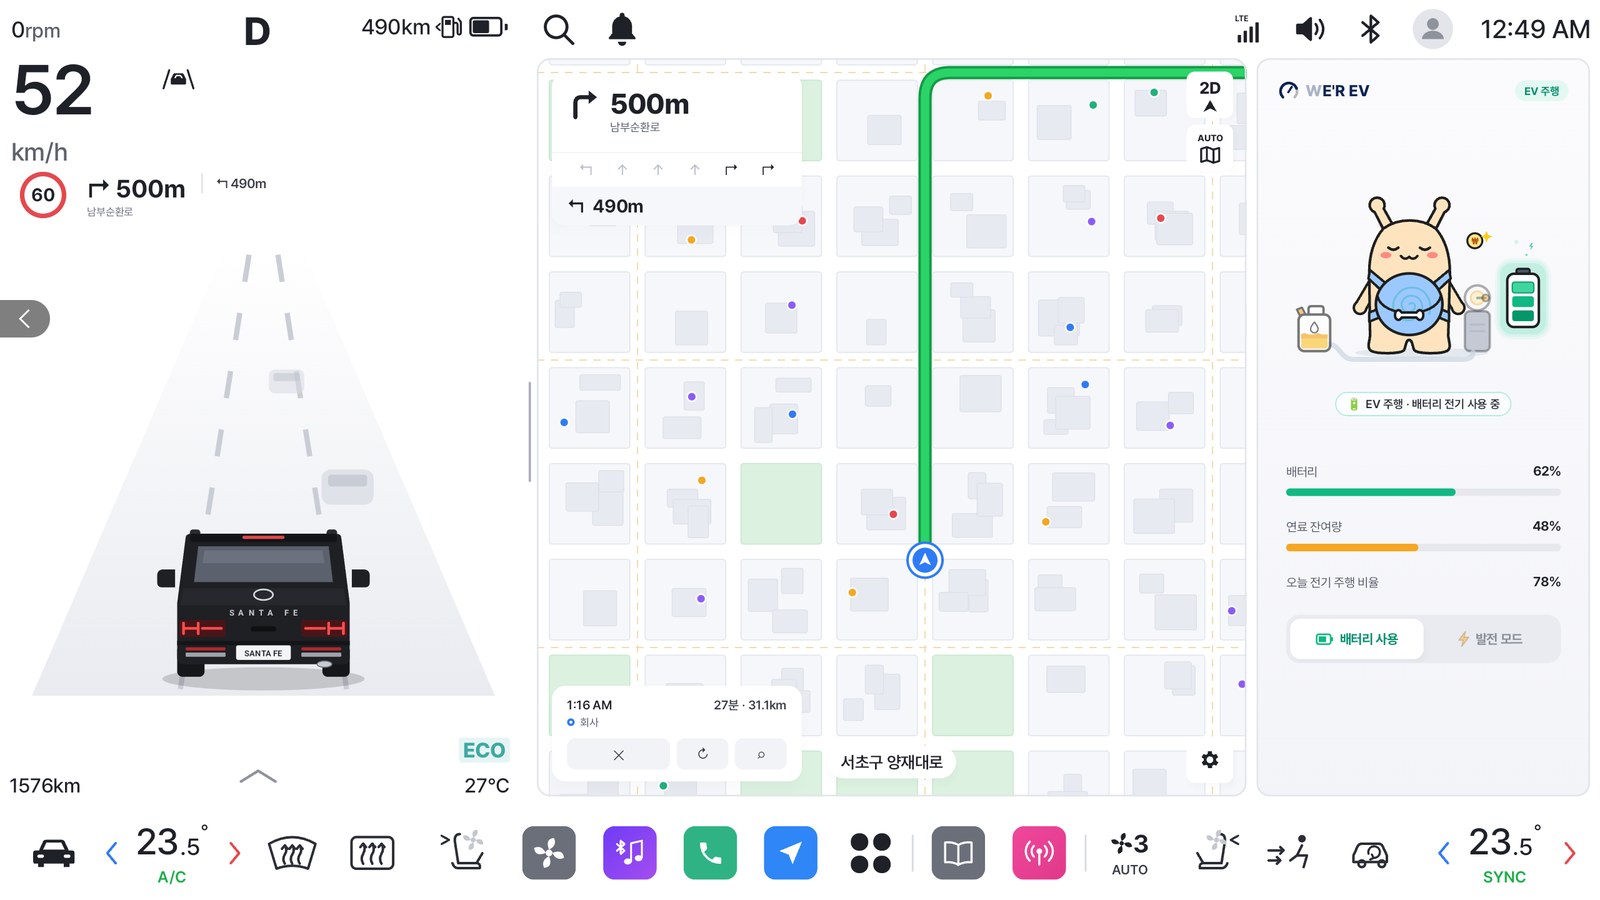 0rpm
D
490km
LTE
12:49 AM
52
km/h
60
500m
남부순환로
490m
SANTA FE
SANTA FE
ECO
1576km
27°C
500m
남부순환로
490m
2D
AUTO
1:16 AM
27분 · 31.1km
회사
서초구 양재대로
WE'R EV
EV 주행
₩
EV 주행 · 배터리 전기 사용 중
배터리
62%
연료 잔여량
48%
오늘 전기 주행 비율
78%
배터리 사용
발전 모드
23.5°
A/C
3
AUTO
23.5°
SYNC